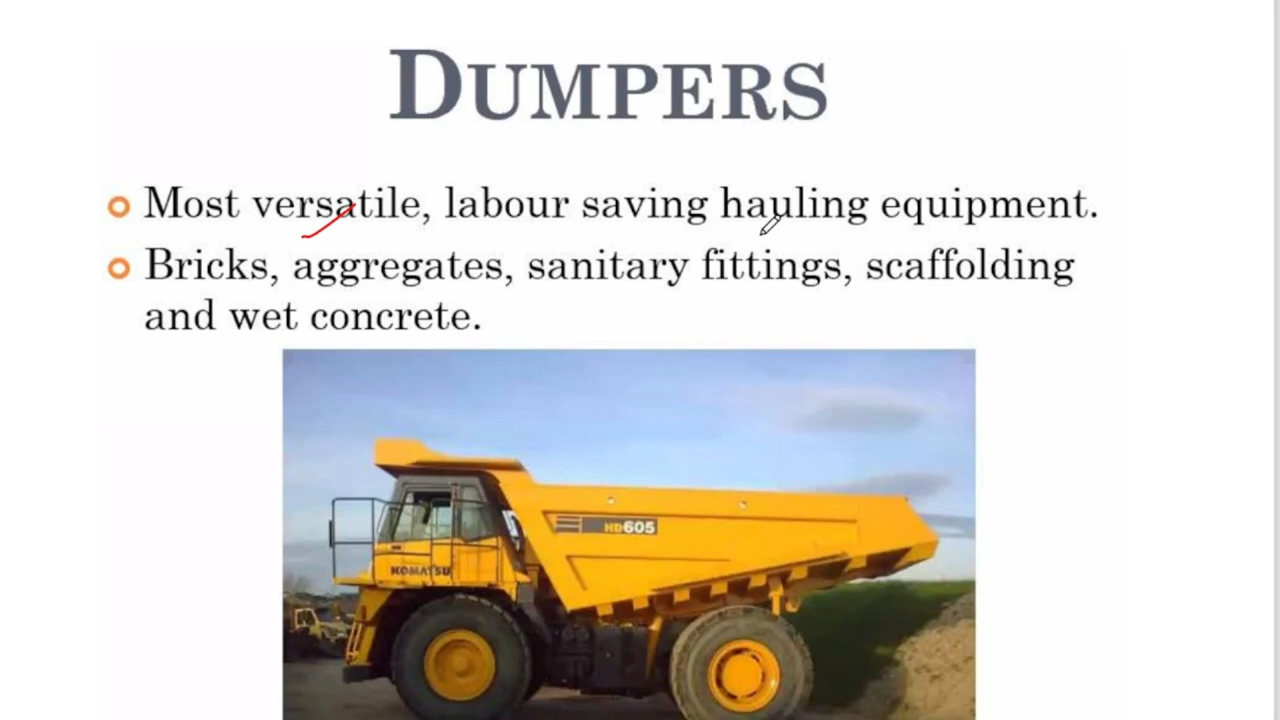 DUMPERS
Most versatile, labour saving hauling equipment.
Bricks, aggregates, sanitary fittings, scaffolding
and wet concrete.
HD605
KOMATSU